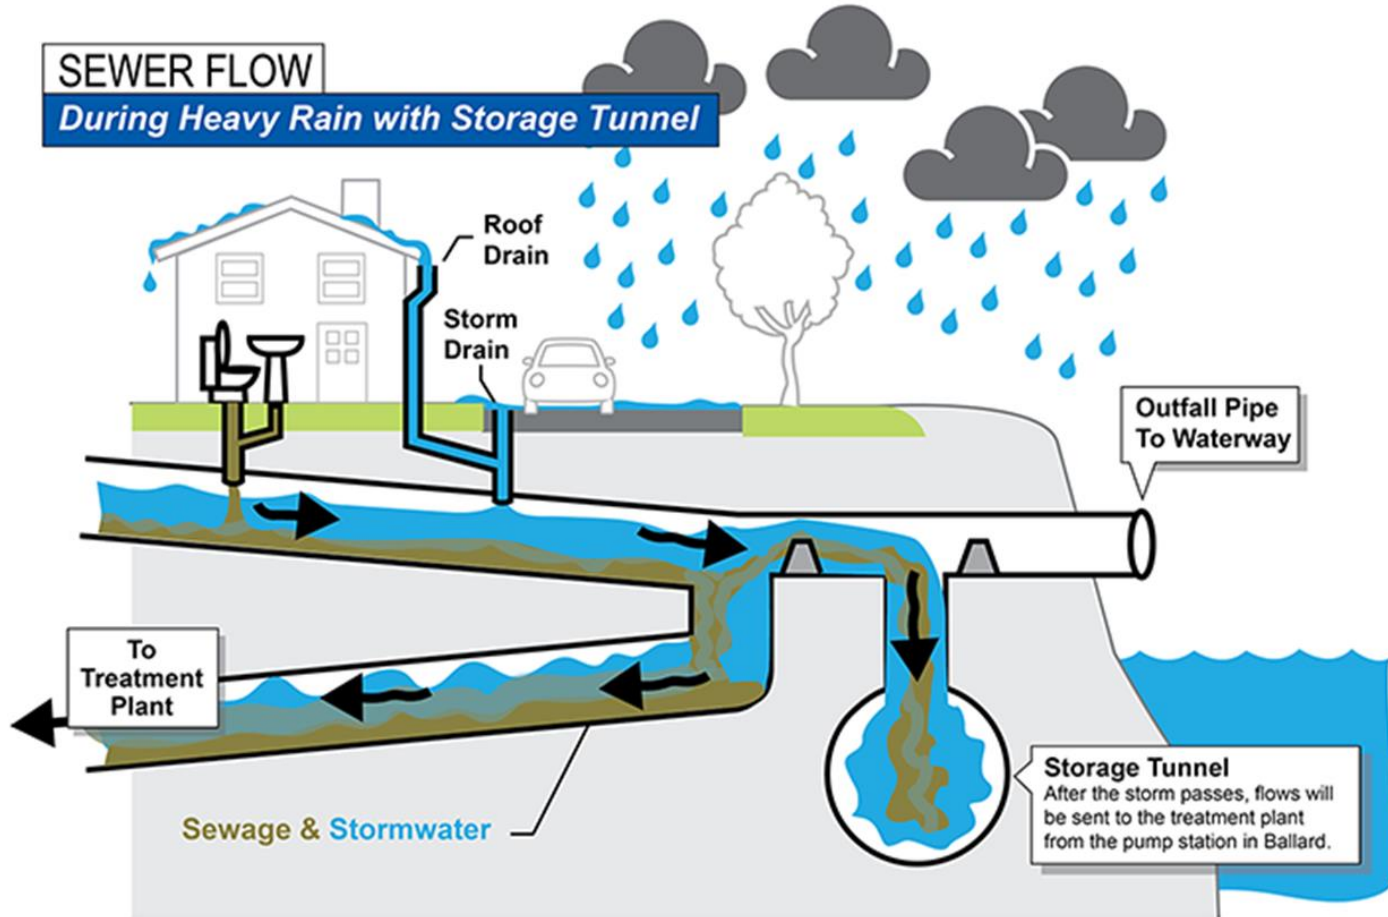 SEWER FLOW
During Heavy Rain with Storage Tunnel
Roof
Drain
Storm
Drain
Outfall Pipe
To Waterway
To
Treatment
Plant
Storage Tunnel
After the storm passes, flows will
be sent to the treatment plant
from the pump station in Ballard.
Sewage & Stormwater